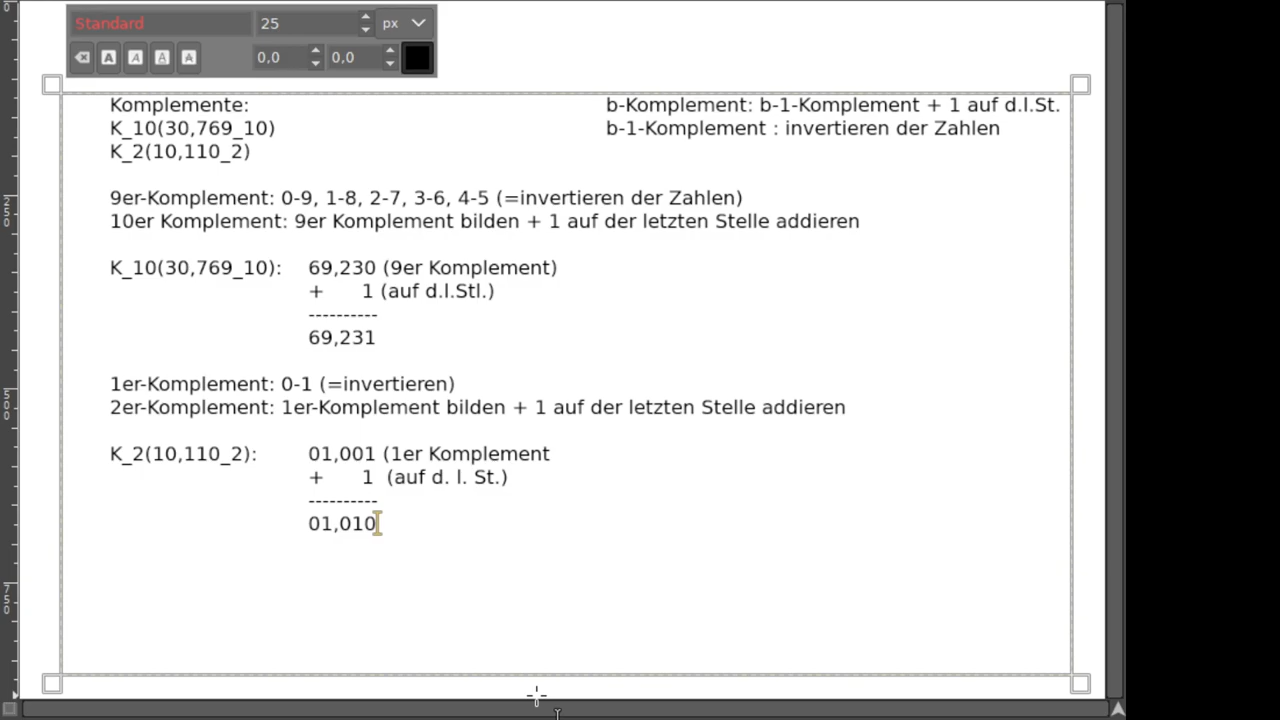 Standard
25
px
0,0
0,0
Komplemente:
K_10(30,769_10)
K_2(10,110_2)
b-Komplement: b-1-Komplement + 1 auf d.l.St.
b-1-Komplement : invertieren der Zahlen
9er-Komplement: 0-9, 1-8, 2-7, 3-6, 4-5 (=invertieren der Zahlen)
10er Komplement: 9er Komplement bilden + 1 auf der letzten Stelle addieren
K_10(30,769_10): 69,230 (9er Komplement)
+ 1 (auf d.l.Stl.)
----------
69,231
1er-Komplement: 0-1 (=invertieren)
2er-Komplement: 1er-Komplement bilden + 1 auf der letzten Stelle addieren
K_2(10,110_2): 01,001 (1er Komplement
+ 1 (auf d. l. St.)
----------
01,010
0
250
500
750